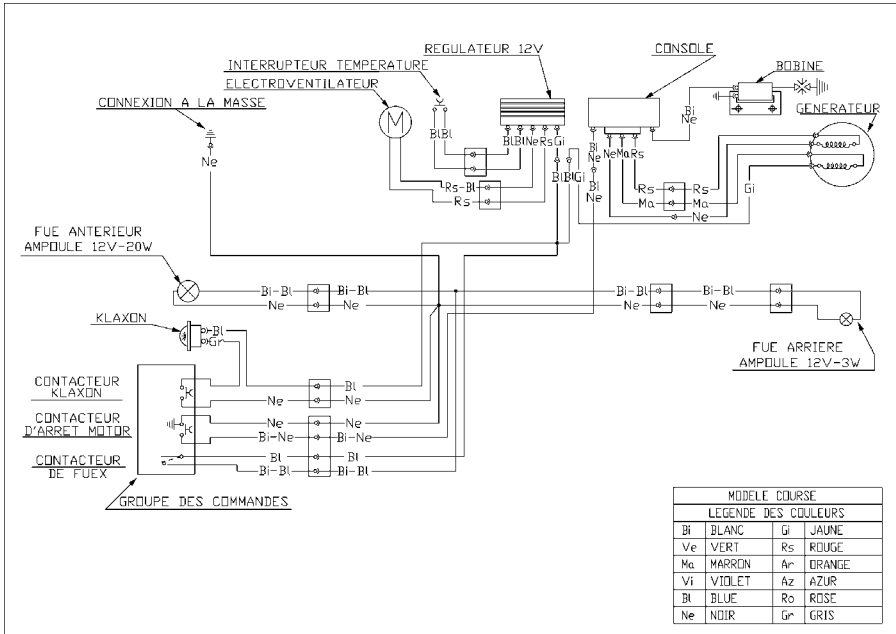 REGULATEUR 12V
CONSOLE
BOBINE
INTERRUPTEUR TEMPERATURE
ELECTROVENTILATEUR
CONNEXION A LA MASSE
GENERATEUR
M
Bl Bl
Bl Bl Ne Rs Gi
Bi
Ne
Bi
Ne
Ne Ma Rs
Ne
Bl Bl Gi
Bi
Ne
Rs-Bl
Rs
Rs
Rs
Ma
Ma
Ne
Gi
FUE ANTERIEUR
AMPOULE 12V-20W
Bi-Bl
Bi-Bl
Bi-Bl
Bi-Bl
Ne
Ne
Ne
Ne
KLAXON
Bl
Gr
FUE ARRIERE
AMPOULE 12V-3W
CONTACTEUR
KLAXON
Bl
Ne
Ne
CONTACTEUR
D'ARRET MOTOR
Ne
Ne
Bi-Ne
Bi-Ne
CONTACTEUR
DE FUEX
Bl
Bl
Bi-Bl
Bi-Bl
GROUPE DES COMMANDES
MODELE COURSE
LEGENDE DES COULEURS
Bi BLANC Gi JAUNE
Ve VERT Rs ROUGE
Ma MARRON Ar ORANGE
Vi VIOLET Az AZUR
Bl BLUE Ro ROSE
Ne NOIR Gr GRIS